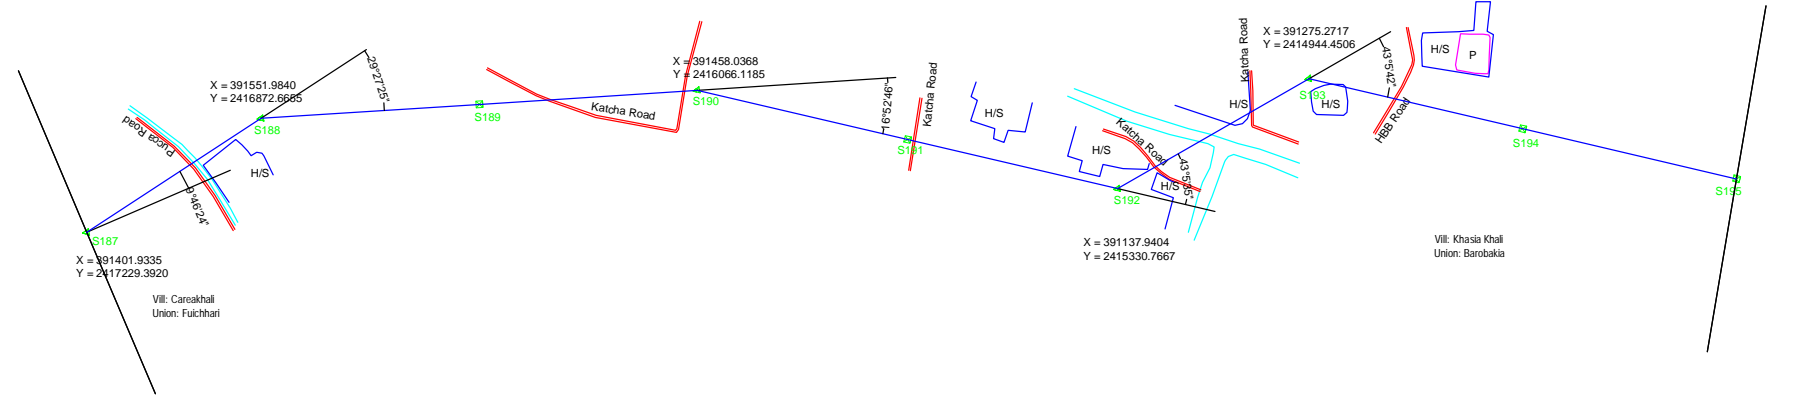 X = 391551.9840
Y = 2416872.6685
29°27'25"
S188
Pucca Road
H/S
9°46'24"
S187
X = 391401.9335
Y = 2417229.3920
Vill: Careakhali
Union: Fuichhari
S189
Katcha Road
X = 391458.0368
Y = 2416066.1185
S190
16°52'46"
S191
Katcha Road
H/S
H/S
Katcha Road
H/S
43°5'35"
S192
X = 391137.9404
Y = 2415330.7667
Katcha Road
H/S
X = 391275.2717
Y = 2414944.4506
S193
H/S
43°5'42"
HBB Road
H/S
P
S194
S195
Vill: Khasia Khali
Union: Barobakia